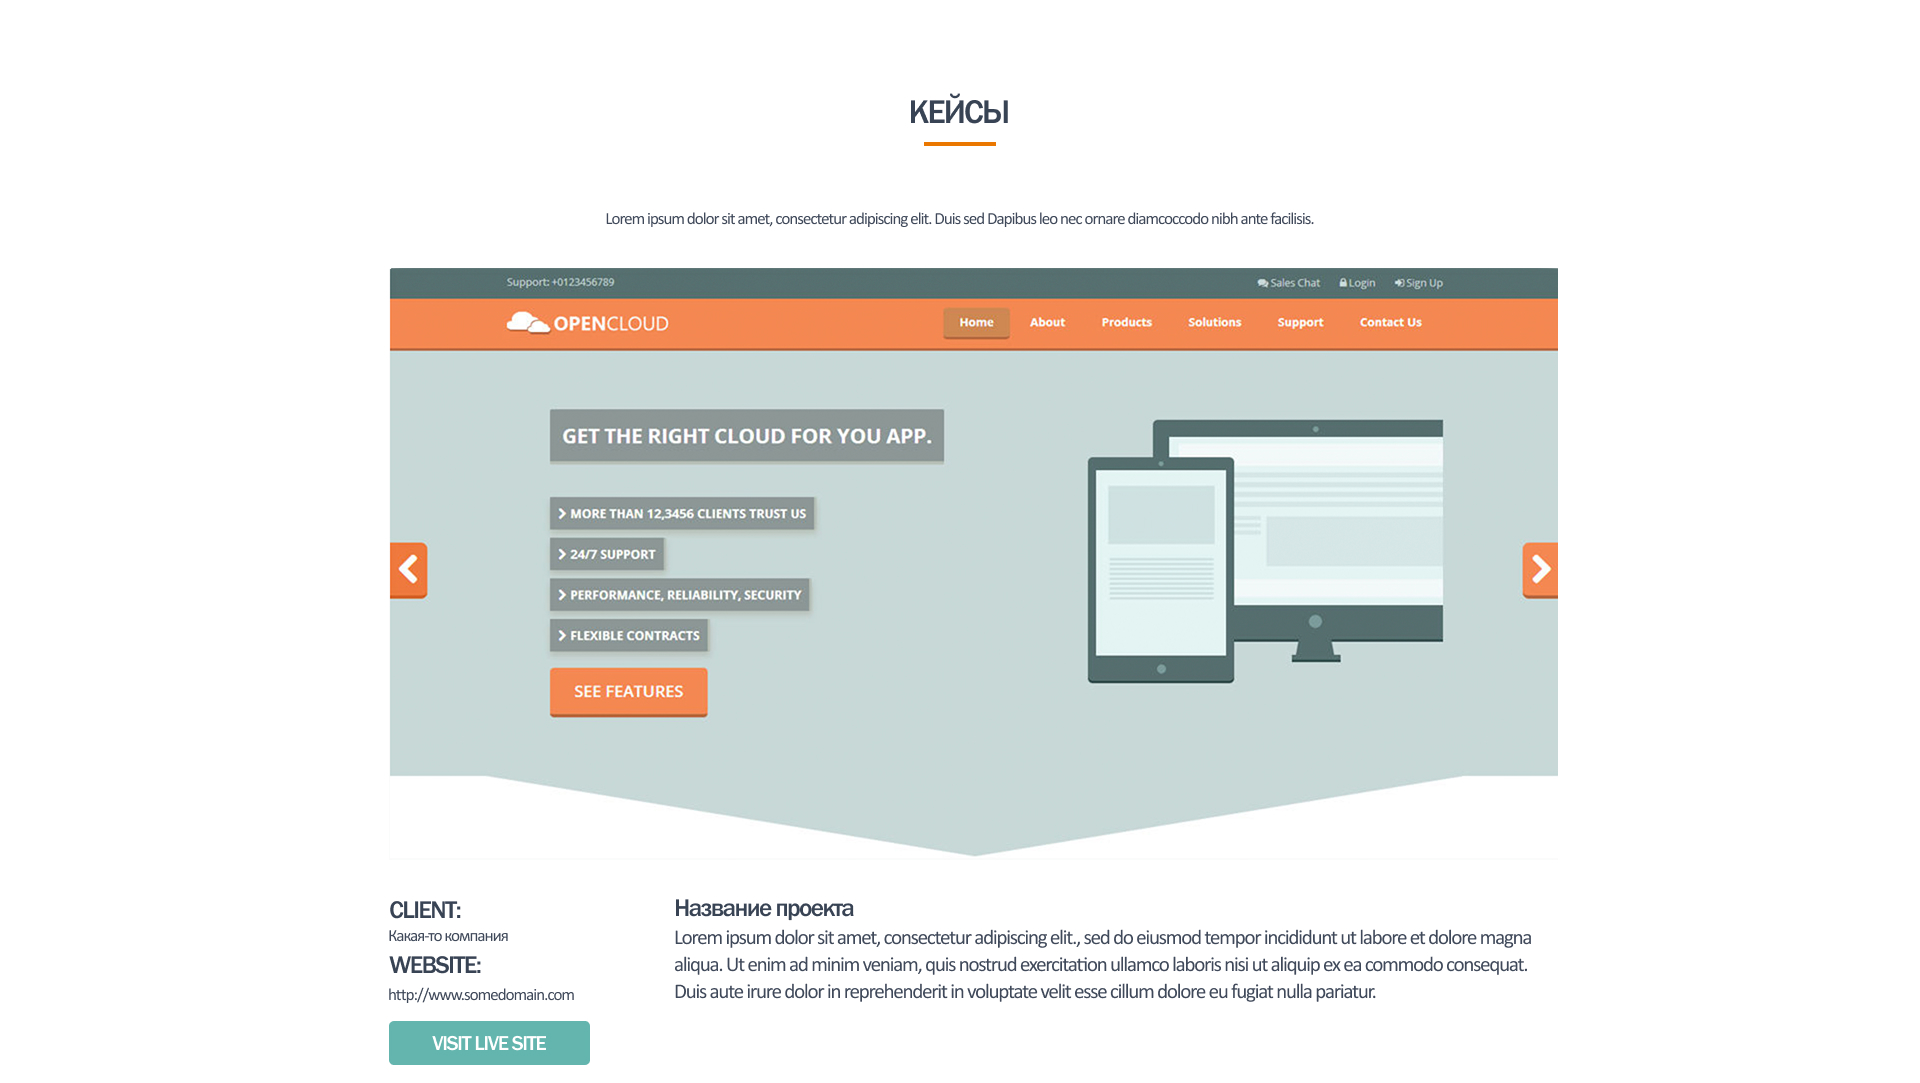 КЕЙСЫ
Lorem ipsum dolor sit amet, consectetur adipiscing elit. Duis sed Dapibus leo nec ornare diamcoccodo nibh ante facilisis.
Support: +0123456789 Sales Chat Login Sign Up
OPENCLOUD Home About Products Solutions Support Contact Us
GET THE RIGHT CLOUD FOR YOU APP.
MORE THAN 12,3456 CLIENTS TRUST US
24/7 SUPPORT
PERFORMANCE, RELIABILITY, SECURITY
FLEXIBLE CONTRACTS
SEE FEATURES
CLIENT:
Какая-то компания
WEBSITE:
http://www.somedomain.com
VISIT LIVE SITE
Название проекта
Lorem ipsum dolor sit amet, consectetur adipiscing elit., sed do eiusmod tempor incididunt ut labore et dolore magna
aliqua. Ut enim ad minim veniam, quis nostrud exercitation ullamco laboris nisi ut aliquip ex ea commodo consequat.
Duis aute irure dolor in reprehenderit in voluptate velit esse cillum dolore eu fugiat nulla pariatur.